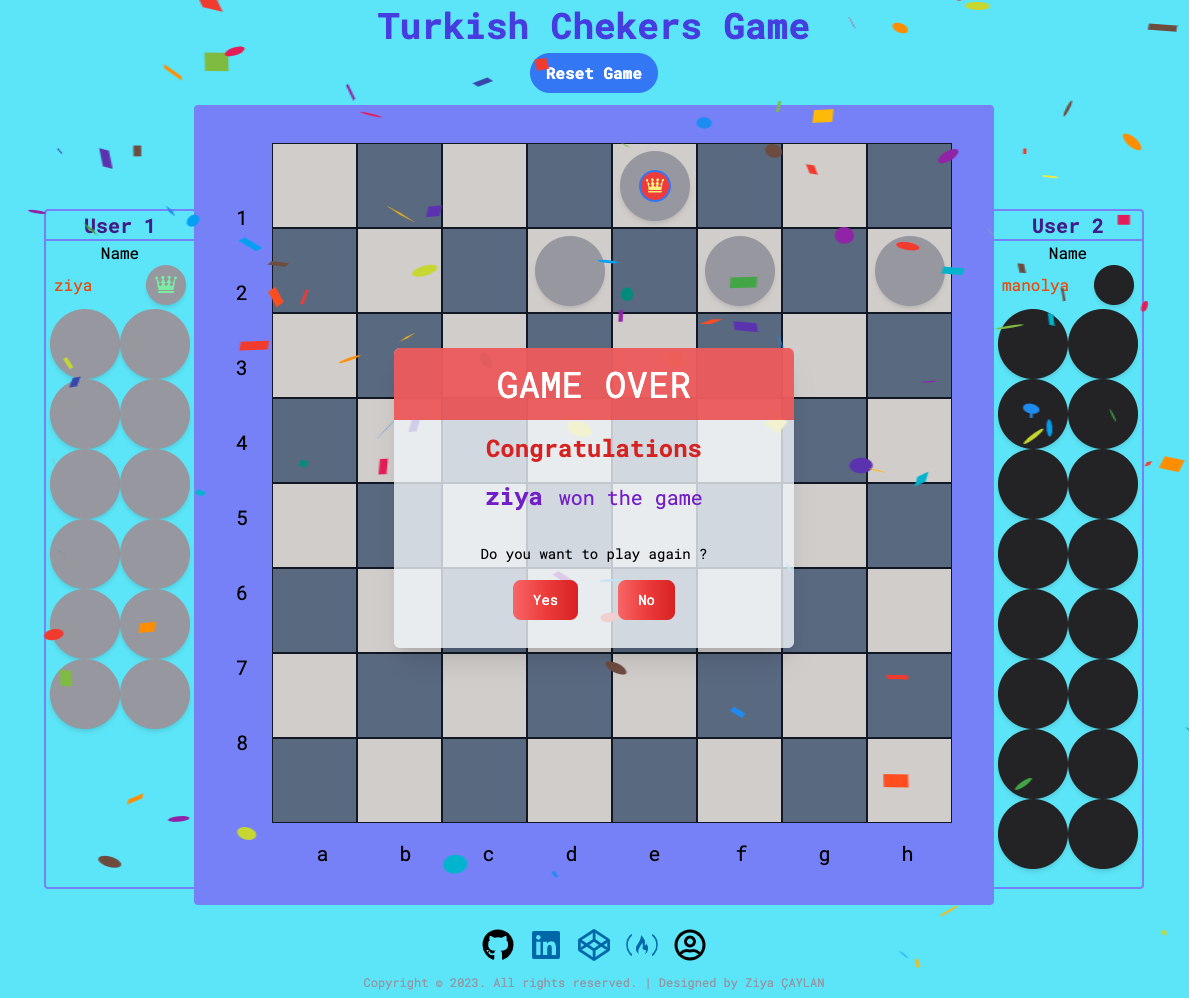 Turkish Chekers Game
Reset Game
User 1
Name
ziya
User 2
Name
manolya
1
2
3
4
5
6
7
8
GAME OVER
Congratulations
ziya won the game
Do you want to play again ?
Yes No
a b c d e f g h
in
Copyright © 2023. All rights reserved. | Designed by Ziya ÇAYLAN